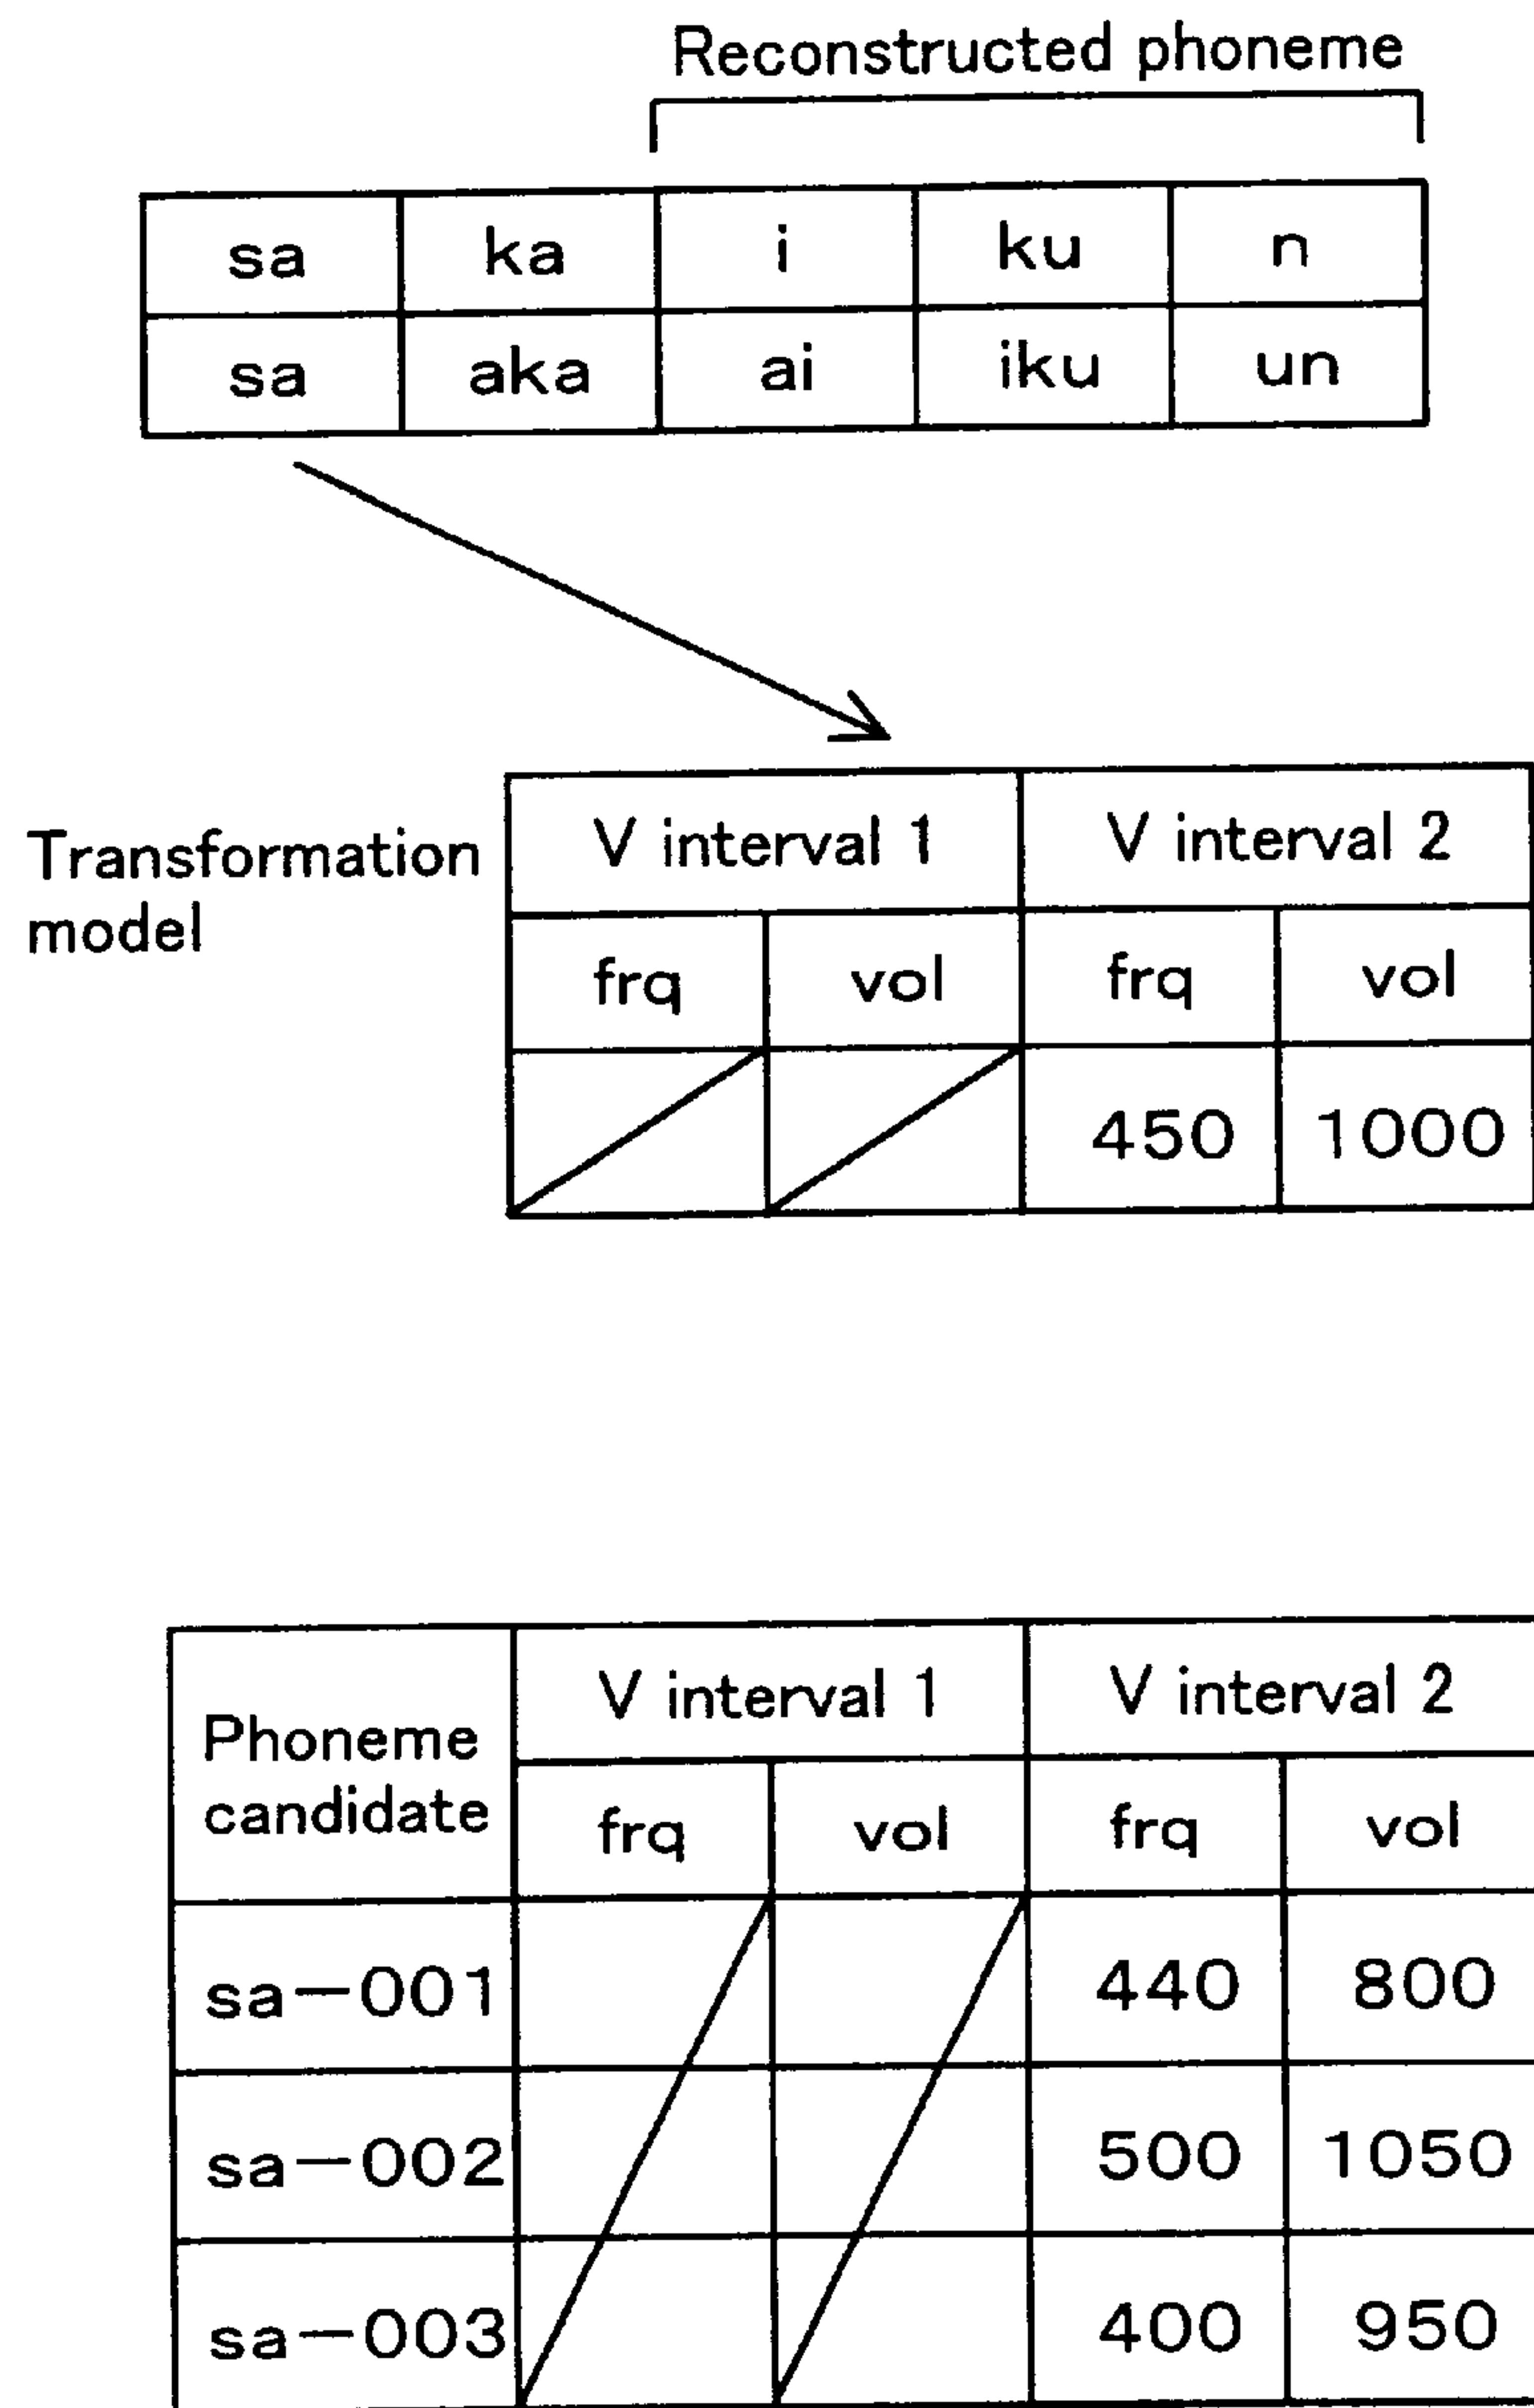 Reconstructed phoneme
sa ka i ku n
sa aka ai iku un
Transformation
model
V interval 1 V interval 2
frq vol frq vol
450 1000
Phoneme
candidate
V interval 1 V interval 2
frq vol frq vol
sa-001 440 800
sa-002 500 1050
sa-003 400 950